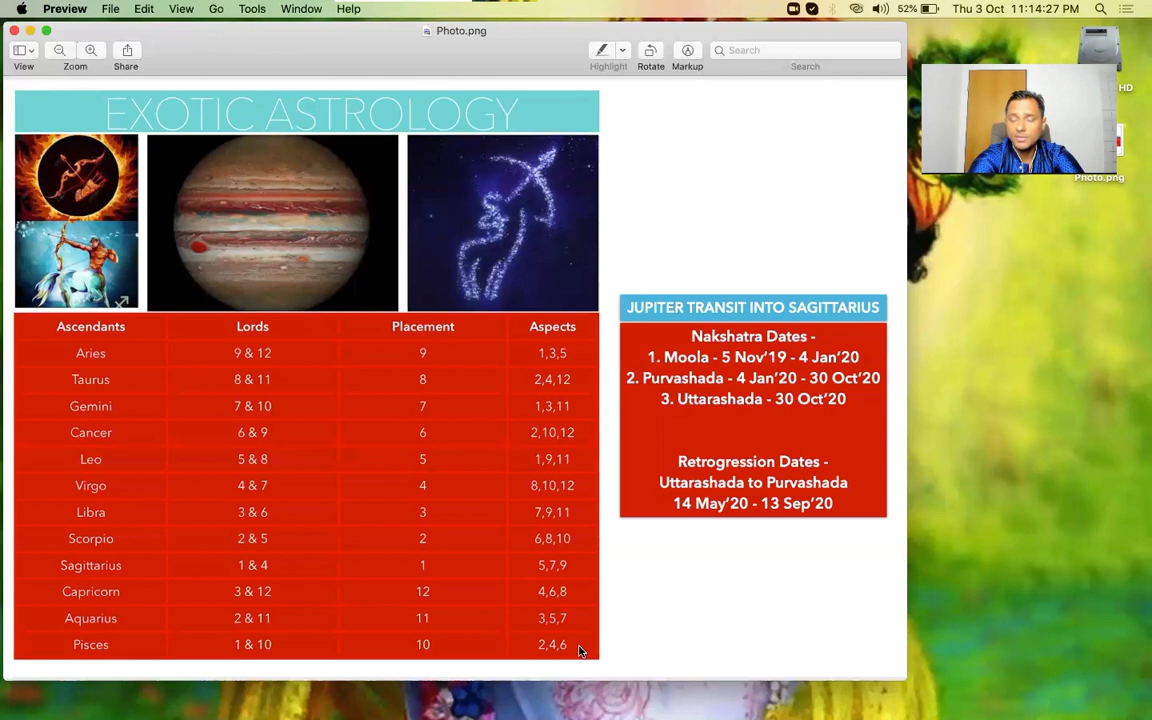 Preview File Edit View Go Tools Window Help 52% Thu 3 Oct 11:14:27 PM
Photo.png
View Zoom Share Highlight Rotate Markup Search Search
HD
Photo.png
EXOTIC ASTROLOGY
Ascendants Lords Placement Aspects
Aries 9 & 12 9 1,3,5
Taurus 8 & 11 8 2,4,12
Gemini 7 & 10 7 1,3,11
Cancer 6 & 9 6 2,10,12
Leo 5 & 8 5 1,9,11
Virgo 4 & 7 4 8,10,12
Libra 3 & 6 3 7,9,11
Scorpio 2 & 5 2 6,8,10
Sagittarius 1 & 4 1 5,7,9
Capricorn 3 & 12 12 4,6,8
Aquarius 2 & 11 11 3,5,7
Pisces 1 & 10 10 2,4,6
JUPITER TRANSIT INTO SAGITTARIUS
Nakshatra Dates -
1. Moola - 5 Nov'19 - 4 Jan'20
2. Purvashada - 4 Jan'20 - 30 Oct'20
3. Uttarashada - 30 Oct'20
Retrogression Dates -
Uttarashada to Purvashada
14 May'20 - 13 Sep'20